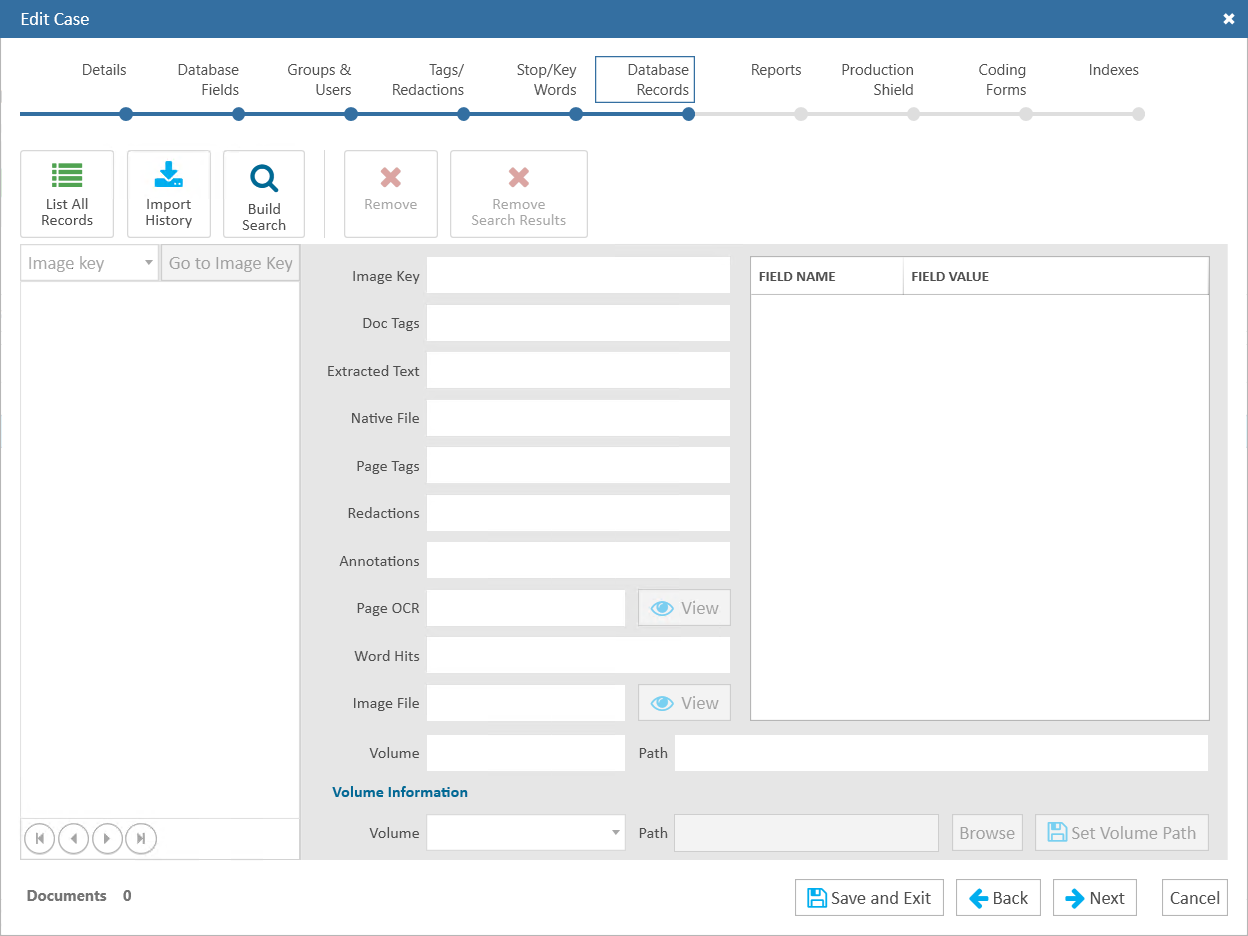 Edit Case
Details
Database
Fields
Groups &
Users
Tags/
Redactions
Stop/Key
Words
Database
Records
Reports
Production
Shield
Coding
Forms
Indexes
List All
Records
Import
History
Build
Search
Remove
Remove
Search Results
Image key
Go to Image Key
Image Key
Doc Tags
Extracted Text
Native File
Page Tags
Redactions
Annotations
Page OCR
View
Word Hits
Image File
View
Volume
Path
FIELD NAME
FIELD VALUE
Volume Information
Volume
Path
Browse
Set Volume Path
Documents 0
Save and Exit
Back
Next
Cancel